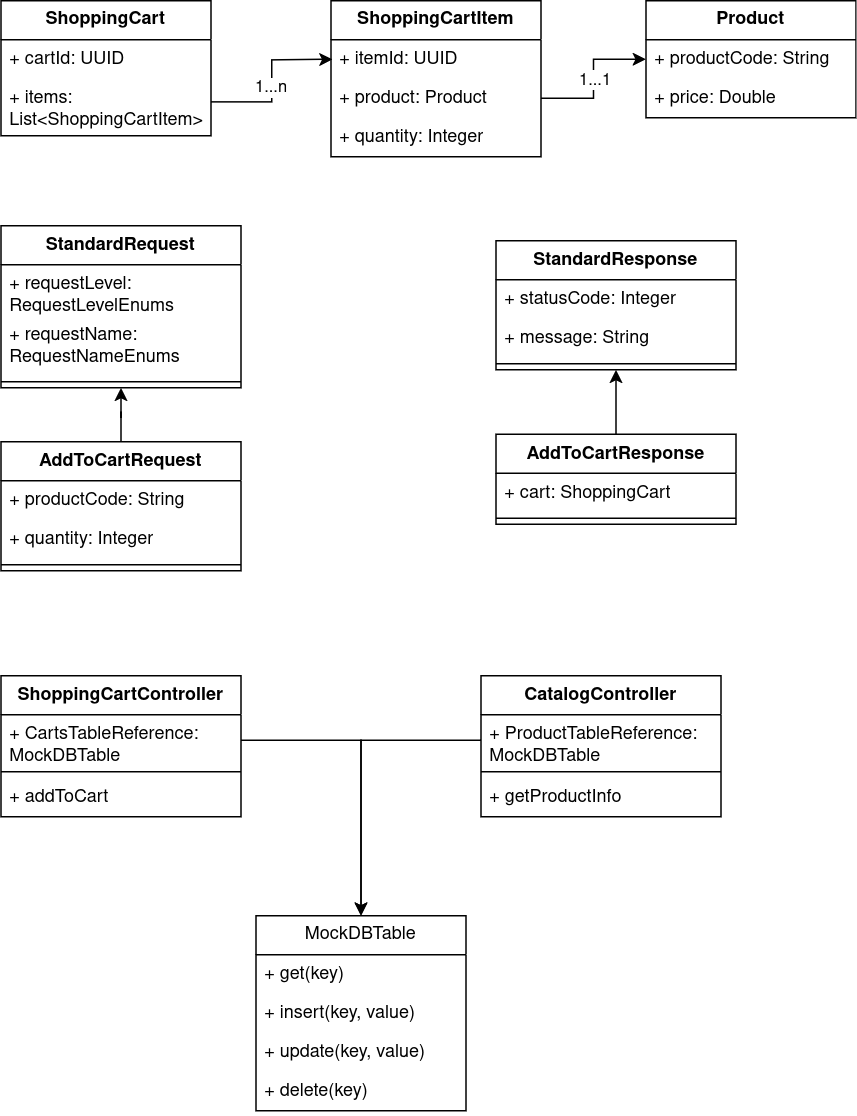 ShoppingCart
+ cartId: UUID
+ items:
List<ShoppingCartItem>
1...n
ShoppingCartItem
+ itemId: UUID
+ product: Product
+ quantity: Integer
1...1
Product
+ productCode: String
+ price: Double
StandardRequest
+ requestLevel:
RequestLevelEnums
+ requestName:
RequestNameEnums
StandardResponse
+ statusCode: Integer
+ message: String
AddToCartRequest
+ productCode: String
+ quantity: Integer
AddToCartResponse
+ cart: ShoppingCart
ShoppingCartController
+ CartsTableReference:
MockDBTable
+ addToCart
CatalogController
+ ProductTableReference:
MockDBTable
+ getProductInfo
MockDBTable
+ get(key)
+ insert(key, value)
+ update(key, value)
+ delete(key)